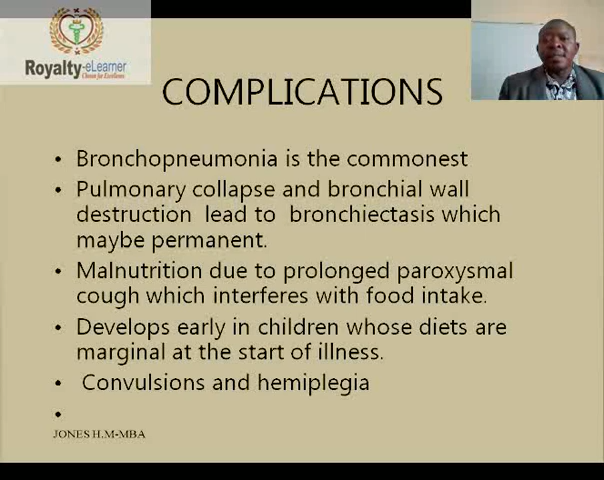 Royalty-eLearner
Choose for Excellence
COMPLICATIONS
• Bronchopneumonia is the commonest
• Pulmonary collapse and bronchial wall
destruction lead to bronchiectasis which
maybe permanent.
• Malnutrition due to prolonged paroxysmal
cough which interferes with food intake.
• Develops early in children whose diets are
marginal at the start of illness.
• Convulsions and hemiplegia
•
JONES H.M-MBA